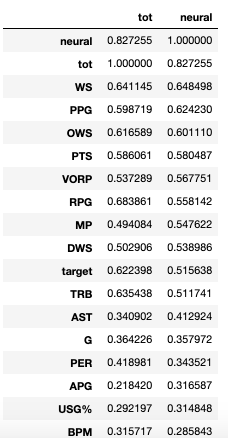 tot neural
neural 0.827255 1.000000
tot 1.000000 0.827255
WS 0.641145 0.648498
PPG 0.598719 0.624230
OWS 0.616589 0.601110
PTS 0.586061 0.580487
VORP 0.537289 0.567751
RPG 0.683861 0.558142
MP 0.494084 0.547622
DWS 0.502906 0.538986
target 0.622398 0.515638
TRB 0.635438 0.511741
AST 0.340902 0.412924
G 0.364226 0.357972
PER 0.418981 0.343521
APG 0.218420 0.316587
USG% 0.292197 0.314848
BPM 0.315717 0.285843